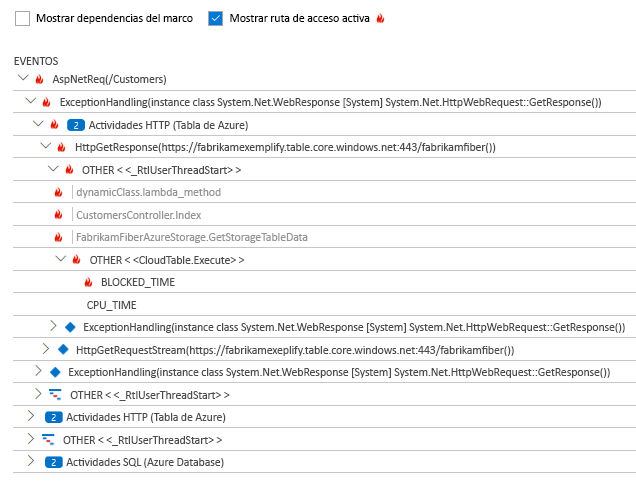 Mostrar dependencias del marco Mostrar ruta de acceso activa
EVENTOS
AspNetReq(/Customers)
ExceptionHandling(instance class System.Net.WebResponse [System] System.Net.HttpWebRequest::GetResponse())
2 Actividades HTTP (Tabla de Azure)
HttpGetResponse(https://fabrikamexemplify.table.core.windows.net:443/fabrikamfiber())
OTHER < <_RtlUserThreadStart> >
dynamicClass.lambda_method
CustomersController.Index
FabrikamFiberAzureStorage.GetStorageTableData
OTHER < <CloudTable.Execute> >
BLOCKED_TIME
CPU_TIME
ExceptionHandling(instance class System.Net.WebResponse [System] System.Net.HttpWebRequest::GetResponse())
HttpGetRequestStream(https://fabrikamexeplify.table.core.windows.net:443/fabrikamfiber())
ExceptionHandling(instance class System.Net.WebResponse [System] System.Net.HttpWebRequest::GetResponse())
OTHER < <_RtlUserThreadStart> >
2 Actividades HTTP (Tabla de Azure)
OTHER < <_RtlUserThreadStart> >
2 Actividades SQL (Azure Database)